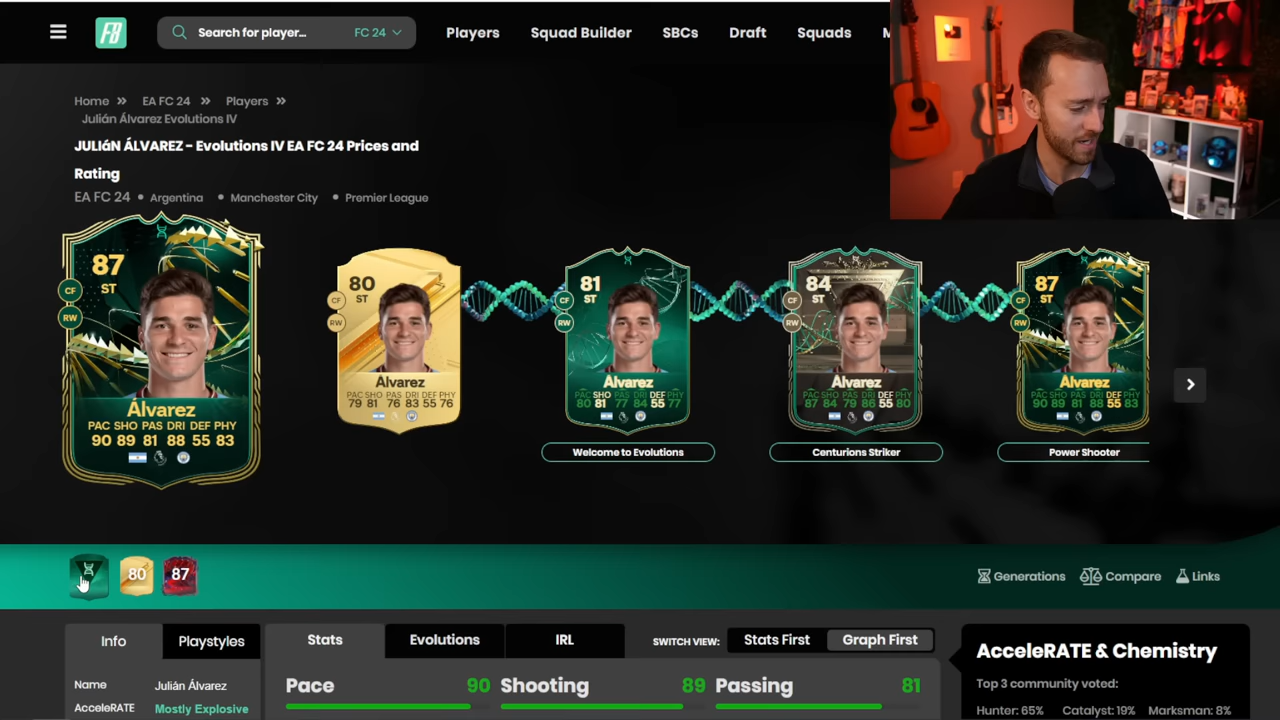 FB
Search for player...
FC 24
Players
Squad Builder
SBCs
Draft
Squads
M
Home » EA FC 24 » Players »
Julián Álvarez Evolutions IV
JULIáN ÁLVAREZ - Evolutions IV EA FC 24 Prices and
Rating
EA FC 24 • Argentina • Manchester City • Premier League
87
ST
CF
RW
Álvarez
PAC SHO PAS DRI DEF PHY
90 89 81 88 55 83
80
ST
CF
RW
Álvarez
PAC SHO PAS DRI DEF PHY
79 81 76 83 55 76
81
ST
CF
RW
Álvarez
PAC SHO PAS DRI DEF PHY
80 81 77 84 55 77
Welcome to Evolutions
84
ST
CF
RW
Álvarez
PAC SHO PAS DRI DEF PHY
87 84 79 86 55 80
Centurions Striker
87
ST
CF
RW
Álvarez
PAC SHO PAS DRI DEF PHY
90 89 81 88 55 83
Power Shooter
80
87
Generations
Compare
Links
Info
Playstyles
Name Julián Álvarez
AcceleRATE Mostly Explosive
Stats
Evolutions
IRL
SWITCH VIEW:
Stats First
Graph First
Pace 90
Shooting 89
Passing 81
AcceleRATE & Chemistry
Top 3 community voted:
Hunter: 65% Catalyst: 19% Marksman: 8%